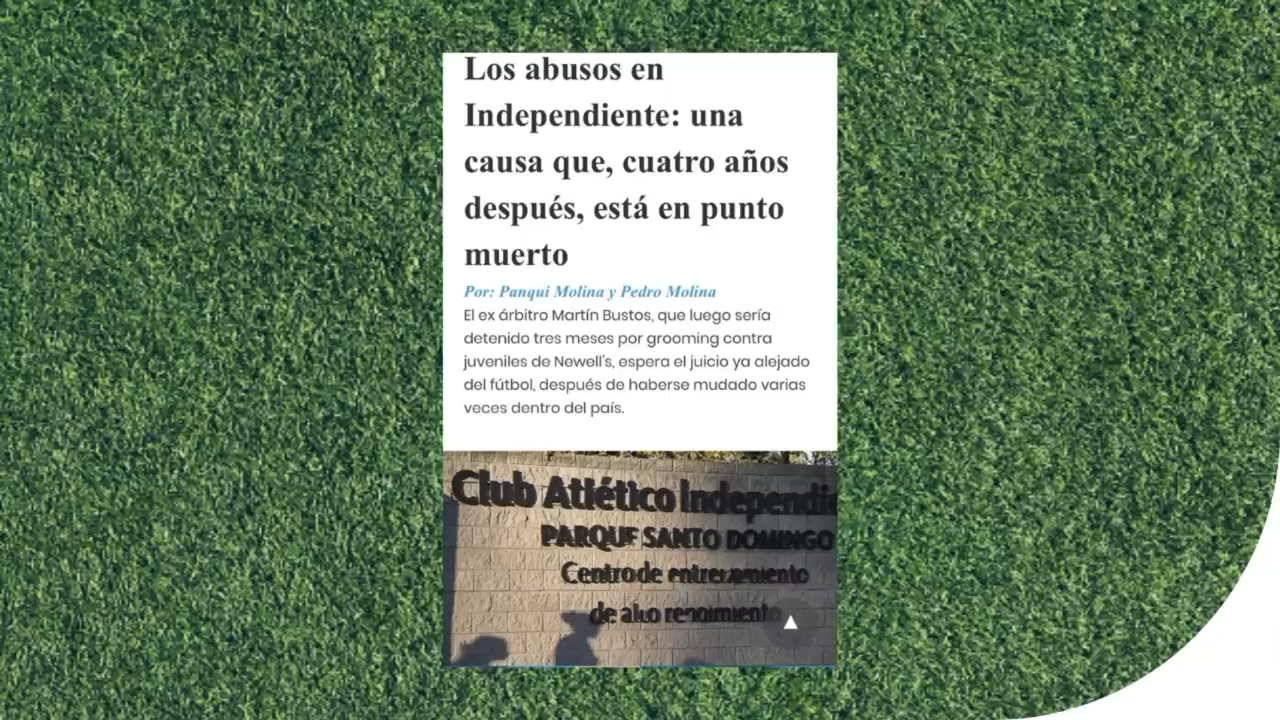 Los abusos en
Independiente: una
causa que, cuatro años
después, está en punto
muerto
Por: Panqui Molina y Pedro Molina
El ex árbitro Martín Bustos, que luego sería
detenido tres meses por grooming contra
juveniles de Newell's, espera el juicio ya alejado
del fútbol, después de haberse mudado varias
veces dentro del país.
Club Atlético Independie
PARQUE SANTO DOMINGO
Centro de entrenamiento
de alto rendimiento